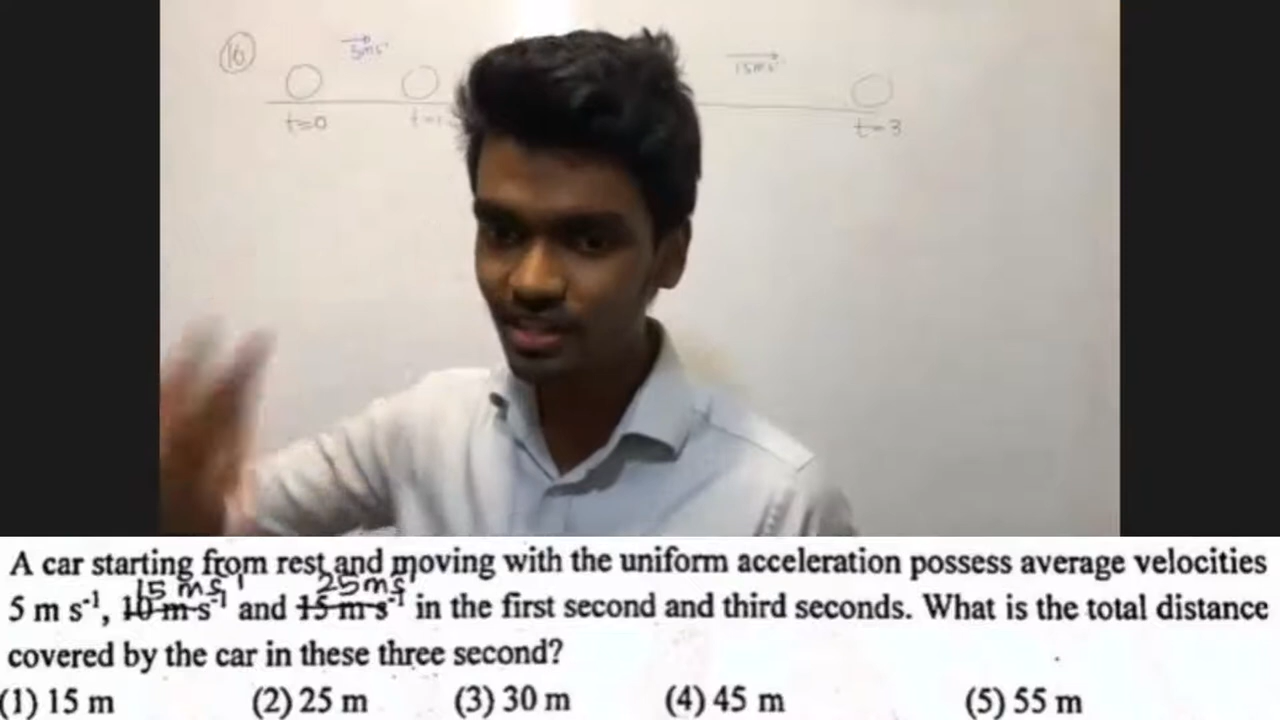 16
5ms⁻¹
15ms⁻¹
t=0
t=1
t=3
A car starting from rest and moving with the uniform acceleration possess average velocities
15 ms⁻¹ 25ms⁻¹
5 m s⁻¹, 10 m s⁻¹ and 15 m s⁻¹ in the first second and third seconds. What is the total distance
covered by the car in these three second?
(1) 15 m (2) 25 m (3) 30 m (4) 45 m (5) 55 m